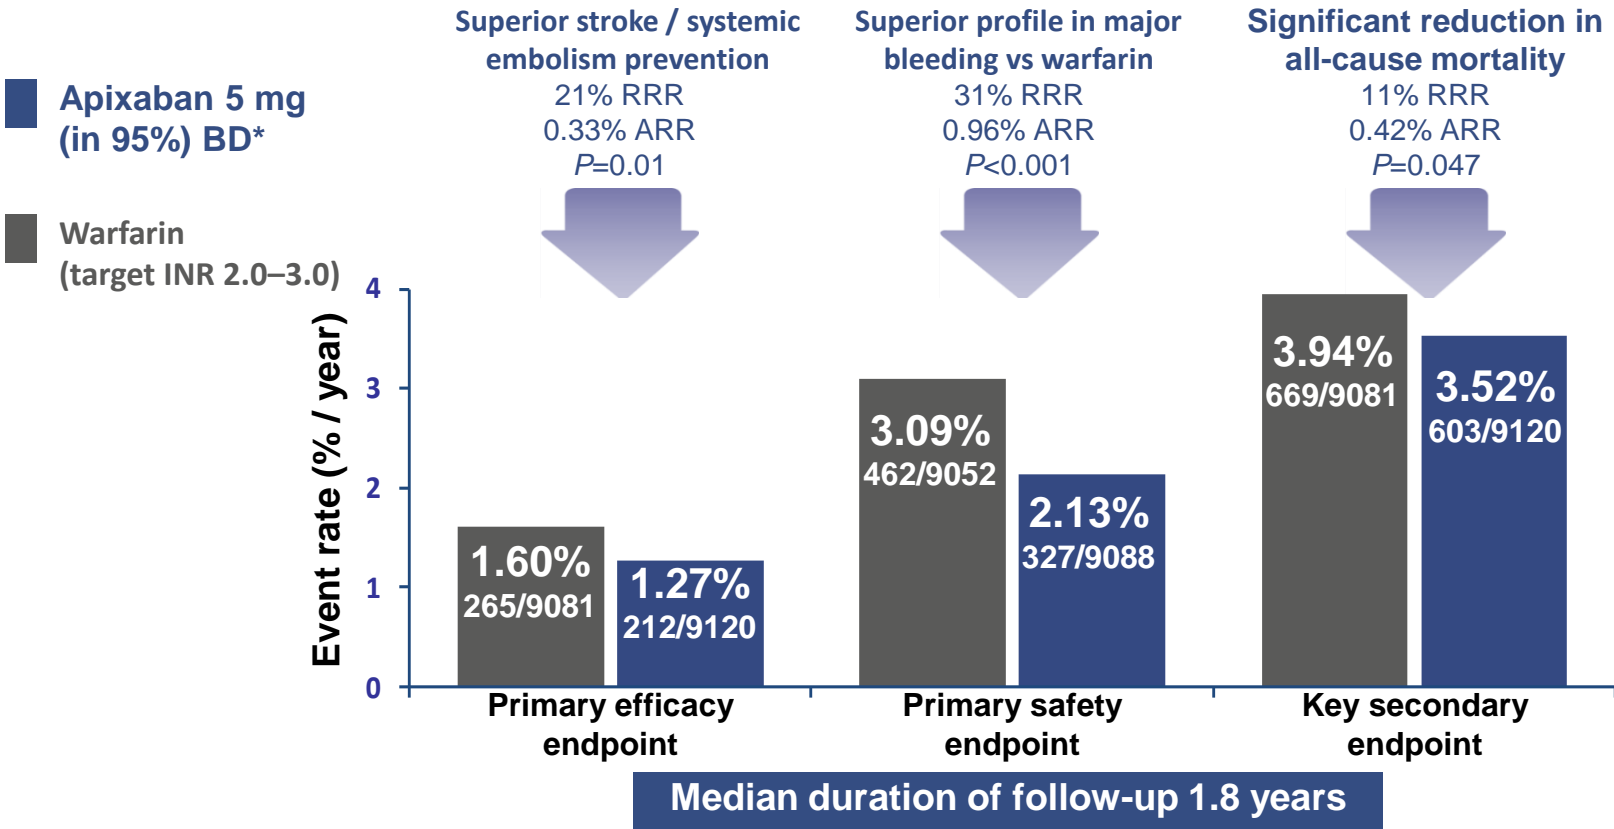 Superior stroke / systemic
embolism prevention
21% RRR
0.33% ARR
P=0.01
Superior profile in major
bleeding vs warfarin
31% RRR
0.96% ARR
P<0.001
Significant reduction in
all-cause mortality
11% RRR
0.42% ARR
P=0.047
Apixaban 5 mg
(in 95%) BD*
Warfarin
(target INR 2.0–3.0)
Event rate (% / year)
4
3
2
1
0
1.60%
265/9081
1.27%
212/9120
3.09%
462/9052
2.13%
327/9088
3.94%
669/9081
3.52%
603/9120
Primary efficacy
endpoint
Primary safety
endpoint
Key secondary
endpoint
Median duration of follow-up 1.8 years